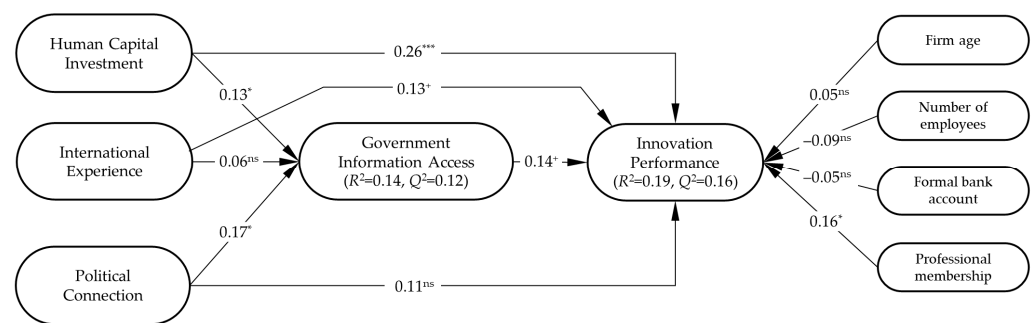 Human Capital
Investment
International
Experience
Political
Connection
0.26***
0.13*
0.13+
0.06ns
0.17*
0.11ns
Government
Information Access
(R²=0.14, Q²=0.12)
0.14+
Innovation
Performance
(R²=0.19, Q²=0.16)
0.05ns
–0.09ns
–0.05ns
0.16*
Firm age
Number of
employees
Formal bank
account
Professional
membership